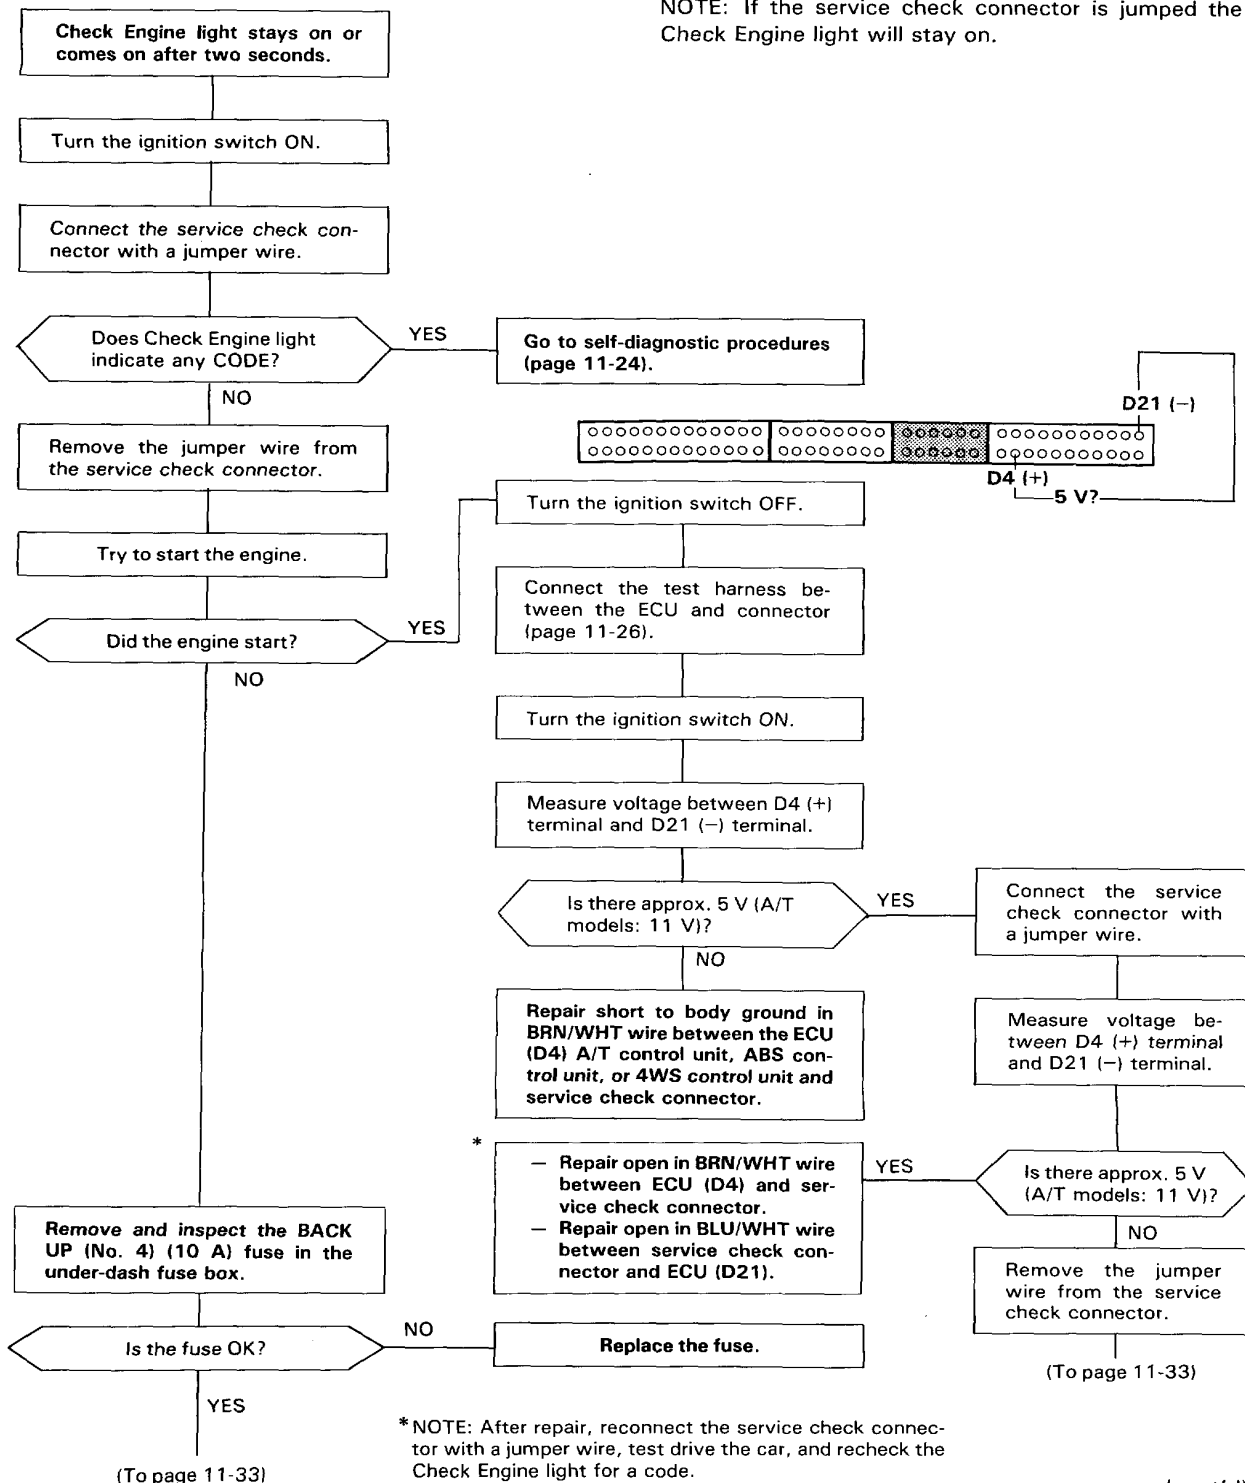 NOTE: If the service check connector is jumped the
Check Engine light will stay on.
Check Engine light stays on or
comes on after two seconds.
Turn the ignition switch ON.
Connect the service check con-
nector with a jumper wire.
Does Check Engine light
indicate any CODE?
YES
Go to self-diagnostic procedures
(page 11-24).
NO
D21 (−)
D4 (+)
5 V?
Remove the jumper wire from
the service check connector.
Try to start the engine.
Did the engine start?
YES
NO
Turn the ignition switch OFF.
Connect the test harness be-
tween the ECU and connector
(page 11-26).
Turn the ignition switch ON.
Measure voltage between D4 (+)
terminal and D21 (−) terminal.
Is there approx. 5 V (A/T
models: 11 V)?
YES
NO
Connect the service
check connector with
a jumper wire.
Repair short to body ground in
BRN/WHT wire between the ECU
(D4) A/T control unit, ABS con-
trol unit, or 4WS control unit and
service check connector.
Measure voltage be-
tween D4 (+) terminal
and D21 (−) terminal.
Is there approx. 5 V
(A/T models: 11 V)?
YES
*
— Repair open in BRN/WHT wire
between ECU (D4) and ser-
vice check connector.
— Repair open in BLU/WHT wire
between service check con-
nector and ECU (D21).
NO
Remove the jumper
wire from the service
check connector.
(To page 11-33)
Remove and inspect the BACK
UP (No. 4) (10 A) fuse in the
under-dash fuse box.
Is the fuse OK?
NO
Replace the fuse.
YES
(To page 11-33)
*NOTE: After repair, reconnect the service check connec-
tor with a jumper wire, test drive the car, and recheck the
Check Engine light for a code.